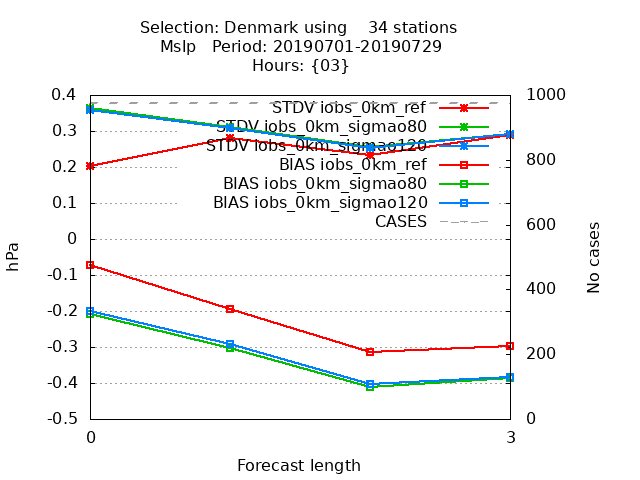 Selection: Denmark using 34 stations
Mslp Period: 20190701-20190729
Hours: {03}
0.4
0.3
0.2
0.1
0
-0.1
-0.2
-0.3
-0.4
-0.5
hPa
STDV iobs_0km_ref
STDV iobs_0km_sigmao80
STDV iobs_0km_sigmao120
BIAS iobs_0km_ref
BIAS iobs_0km_sigmao80
BIAS iobs_0km_sigmao120
CASES
1000
800
600
400
200
0
No cases
0
3
Forecast length